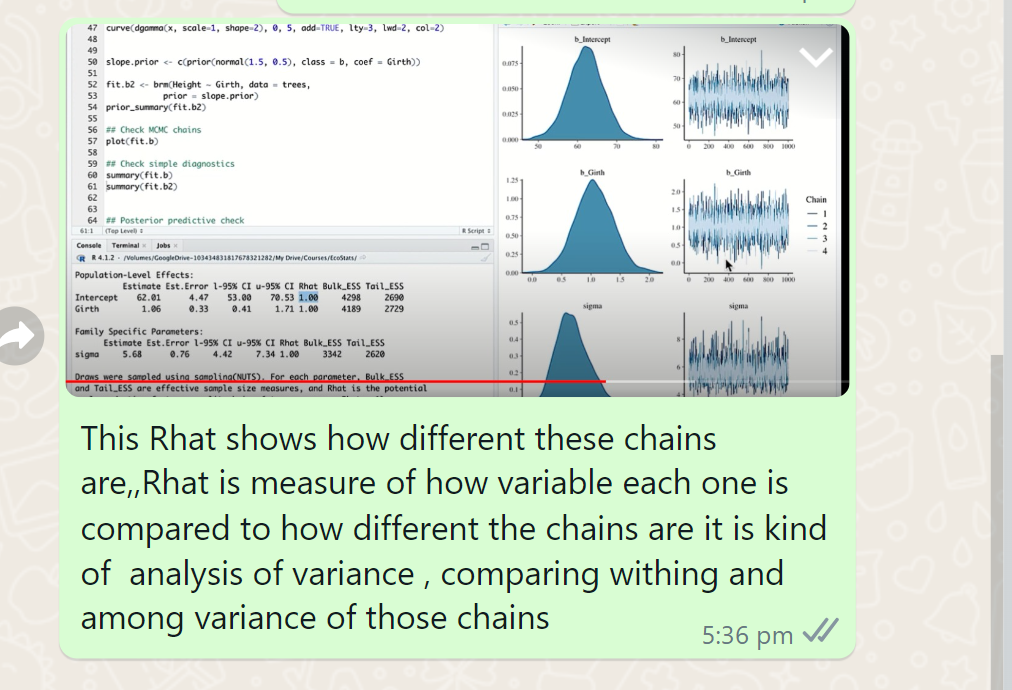 47 curve(dgamma(x, scale=1, shape=2), 0, 5, add=TRUE, lty=3, lwd=2, col=2)
48
49
50 slope.prior <- c(prior(normal(1.5, 0.5), class = b, coef = Girth))
51
52 fit.b2 <- brm(Height ~ Girth, data = trees,
53 prior = slope.prior)
54 prior_summary(fit.b2)
55
56 ## Check MCMC chains
57 plot(fit.b)
58
59 ## Check simple diagnostics
60 summary(fit.b)
61 summary(fit.b2)
62
63
64 ## Posterior predictive check
61:1 (Top Level) R Script
Console Terminal × Jobs ×
R 4.1.2 · /Volumes/GoogleDrive-103434831817678321282/My Drive/Courses/EcoStats/
Population-Level Effects:
Estimate Est.Error l-95% CI u-95% CI Rhat Bulk_ESS Tail_ESS
Intercept 62.01 4.47 53.00 70.53 1.00 4298 2690
Girth 1.06 0.33 0.41 1.71 1.00 4189 2729
Family Specific Parameters:
Estimate Est.Error l-95% CI u-95% CI Rhat Bulk_ESS Tail_ESS
sigma 5.68 0.76 4.42 7.34 1.00 3342 2620
Draws were sampled using sampling(NUTS). For each parameter, Bulk_ESS
and Tail_ESS are effective sample size measures, and Rhat is the potential
b_Intercept
0.075
0.050
0.025
0.000
50 60 70 80
b_Intercept
80
70
60
50
0 200 400 600 800 1000
b_Girth
1.25
1.00
0.75
0.50
0.25
0.00
0.0 0.5 1.0 1.5 2.0
b_Girth
2.0
1.5
1.0
0.5
0.0
0 200 400 600 800 1000
Chain
1
2
3
4
sigma
0.5
0.4
0.3
0.2
0.1
sigma
8
6
4
This Rhat shows how different these chains
are,,Rhat is measure of how variable each one is
compared to how different the chains are it is kind
of analysis of variance , comparing withing and
among variance of those chains
5:36 pm